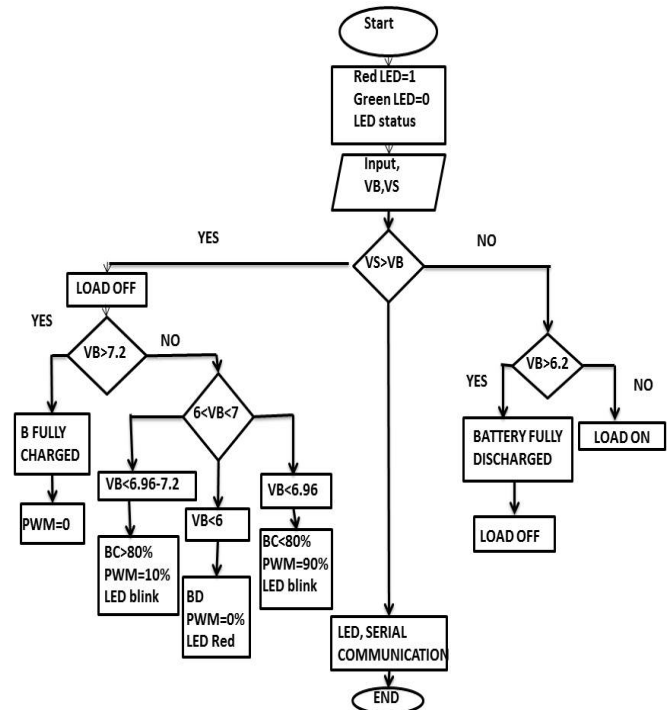 Start
Red LED=1
Green LED=0
LED status
Input,
VB,VS
VS>VB
YES
NO
LOAD OFF
YES
VB>7.2
NO
B FULLY
CHARGED
PWM=0
6<VB<7
VB<6.96-7.2
BC>80%
PWM=10%
LED blink
VB<6
BD
PWM=0%
LED Red
VB<6.96
BC<80%
PWM=90%
LED blink
VB>6.2
YES
NO
BATTERY FULLY
DISCHARGED
LOAD OFF
LOAD ON
LED, SERIAL
COMMUNICATION
END